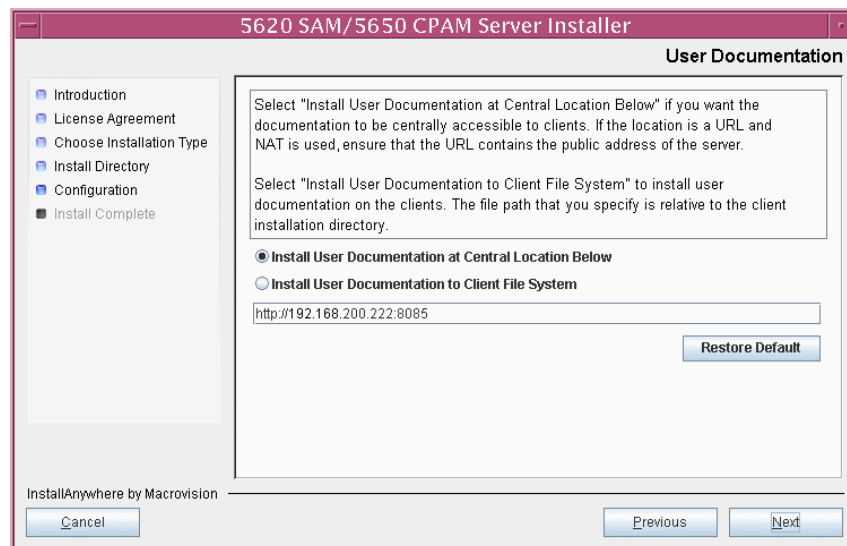 5620 SAM/5650 CPAM Server Installer
User Documentation
Introduction
License Agreement
Choose Installation Type
Install Directory
Configuration
Install Complete
Select "Install User Documentation at Central Location Below" if you want the
documentation to be centrally accessible to clients. If the location is a URL and
NAT is used, ensure that the URL contains the public address of the server.
Select "Install User Documentation to Client File System" to install user
documentation on the clients. The file path that you specify is relative to the client
installation directory.
Install User Documentation at Central Location Below
Install User Documentation to Client File System
http://192.168.200.222:8085
Restore Default
InstallAnywhere by Macrovision
Cancel
Previous
Next